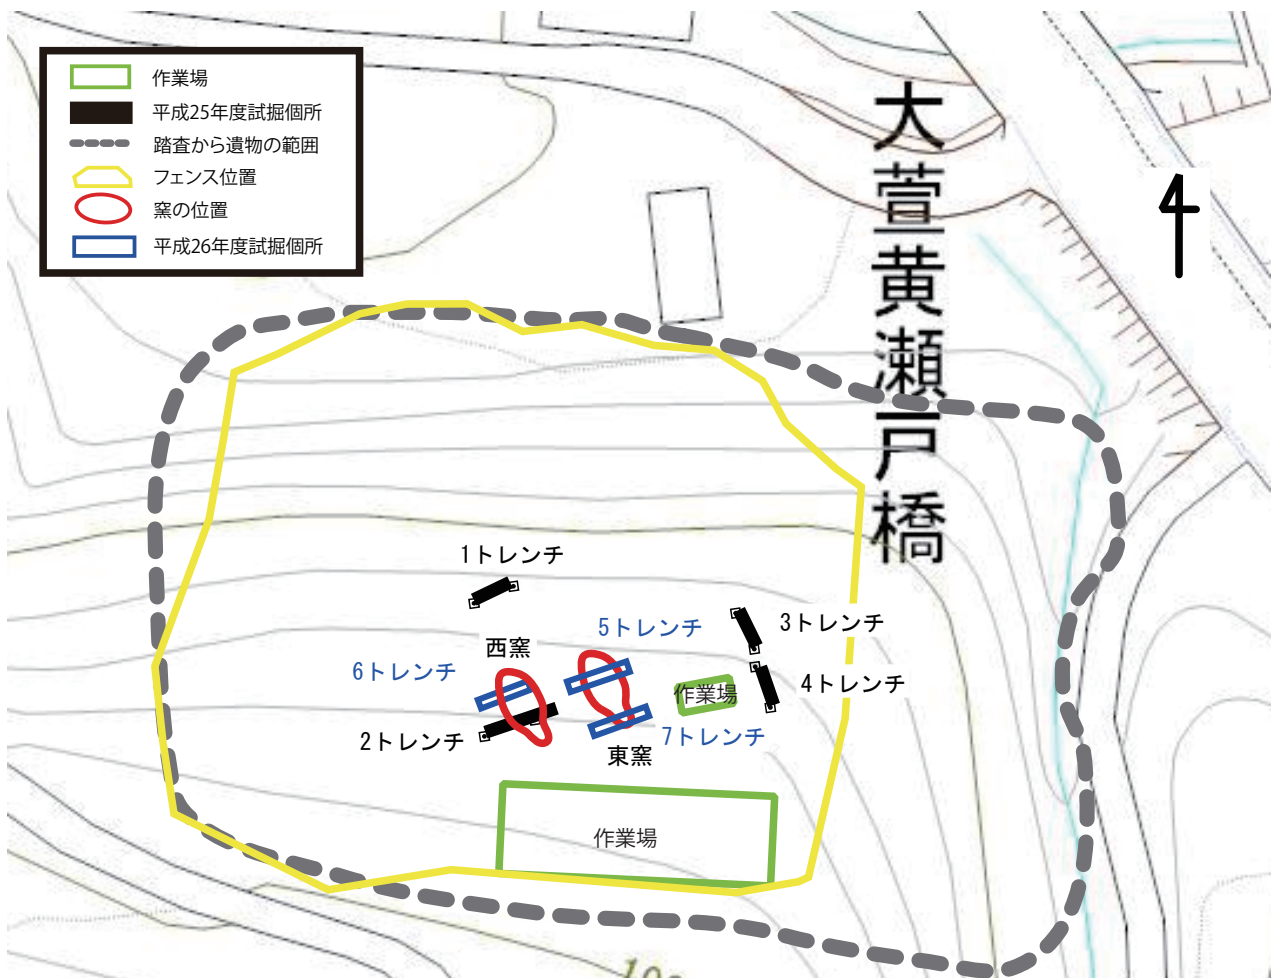 作業場
平成25年度試掘個所
踏査から遺物の範囲
フェンス位置
窯の位置
平成26年度試掘個所
大萱黄瀬戸橋
1トレンチ
5トレンチ
3トレンチ
西窯
6トレンチ
作業場
4トレンチ
2トレンチ
7トレンチ
東窯
作業場